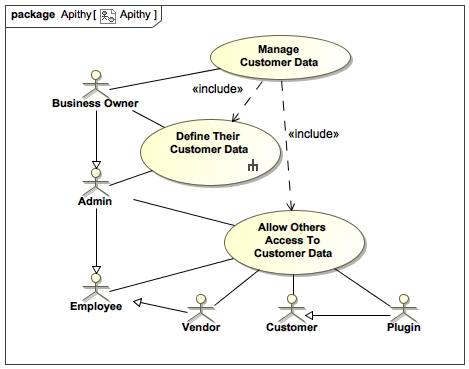 package Apithy[ Apithy ]
Manage
Customer Data
«include»
Business Owner
Define Their
Customer Data
«include»
Admin
Allow Others
Access To
Customer Data
Employee
Vendor
Customer
Plugin